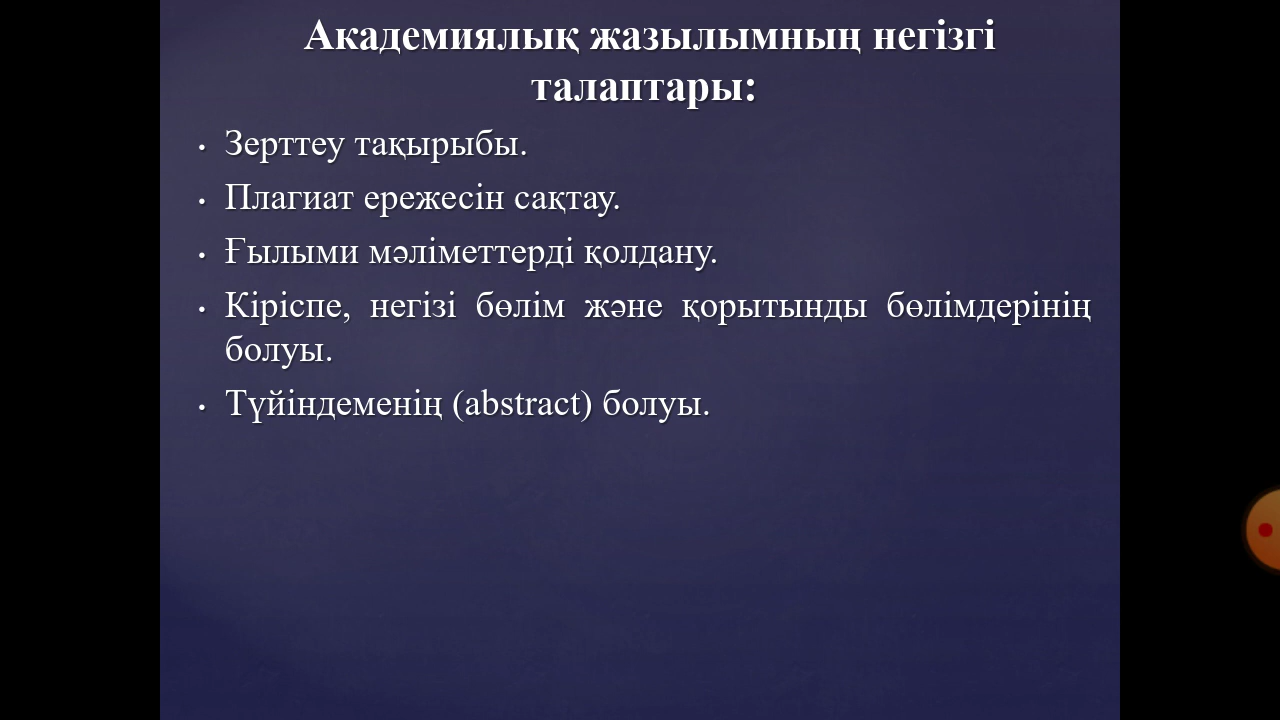 Академиялық жазылымның негізгі
талаптары:
• Зерттеу тақырыбы.
• Плагиат ережесін сақтау.
• Ғылыми мәліметтерді қолдану.
• Кіріспе, негізі бөлім және қорытынды бөлімдерінің
болуы.
• Түйіндеменің (abstract) болуы.